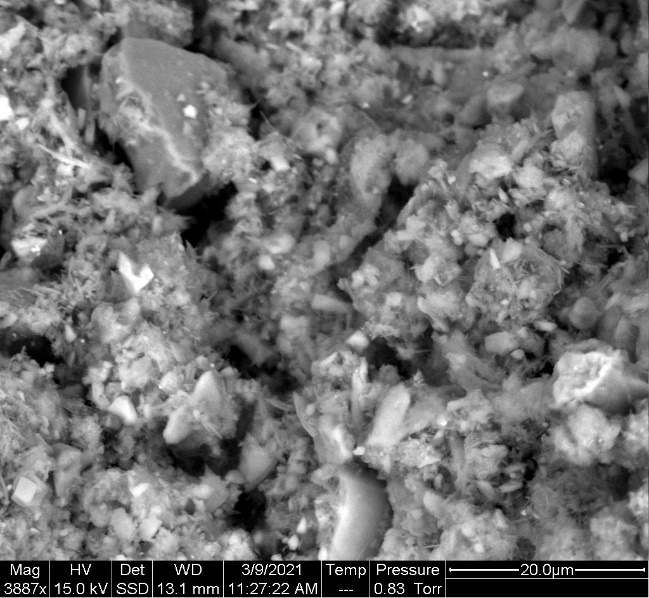 Mag HV Det WD 3/9/2021 Temp Pressure 20.0µm
3887x 15.0 kV SSD 13.1 mm 11:27:22 AM --- 0.83 Torr